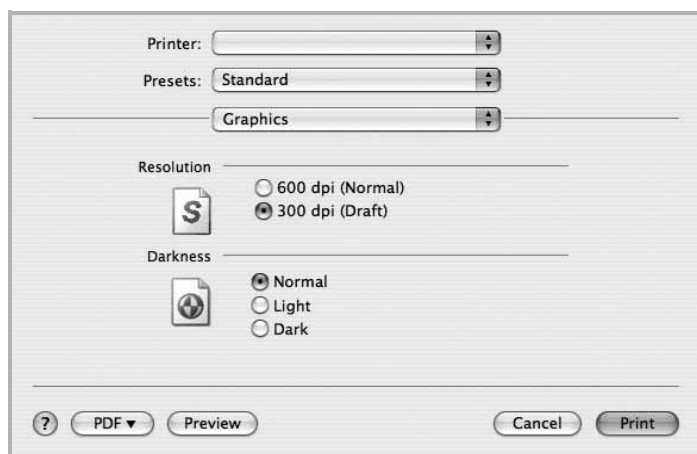 Printer:
Presets: Standard
Graphics
Resolution
600 dpi (Normal)
S
300 dpi (Draft)
Darkness
Normal
Light
Dark
? PDF▼ Preview Cancel Print